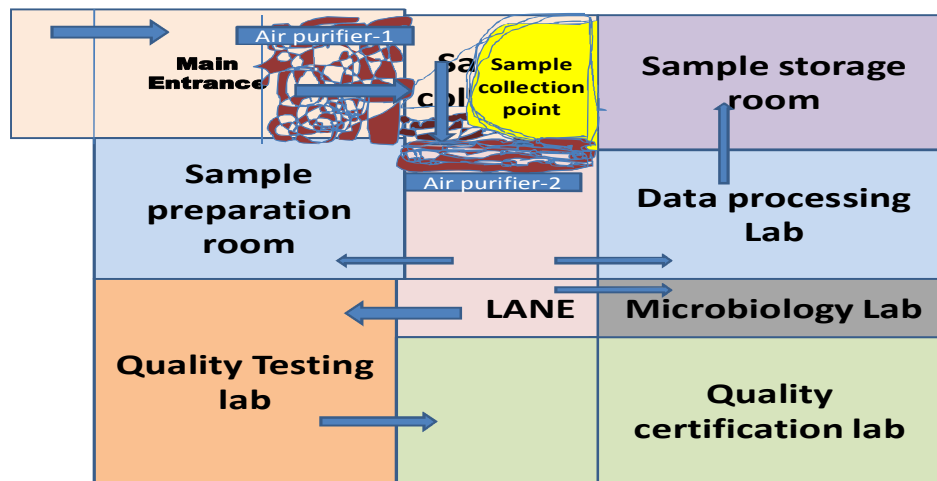 Air purifier-1
Main
Entrance
Sample
collection
point
Sample storage
room
Air purifier-2
Sample
preparation
room
Data processing
Lab
LANE
Microbiology Lab
Quality Testing
lab
Quality
certification lab